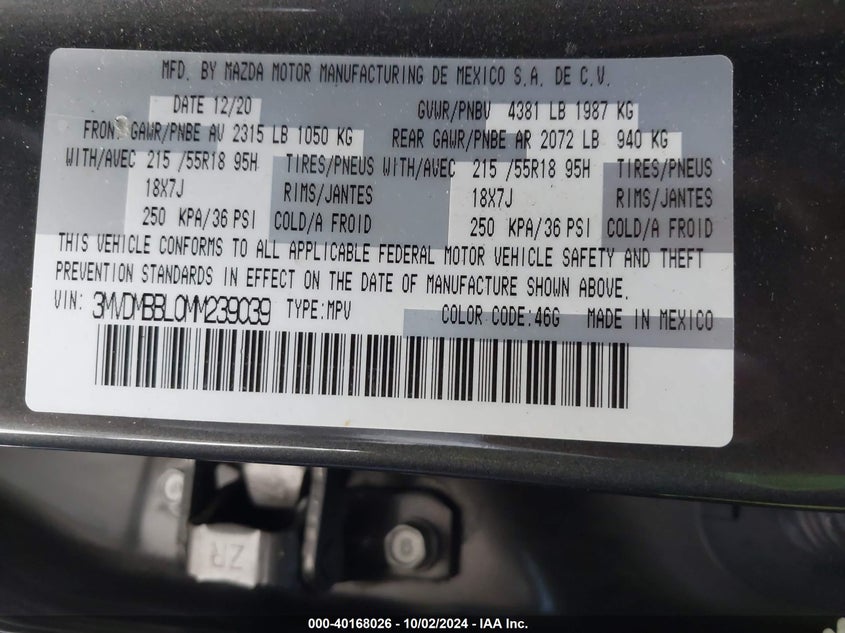 MFD. BY MAZDA MOTOR MANUFACTURING DE MEXICO S.A. DE C.V.
DATE 12/20 GVWR/PNBV 4381 LB 1987 KG
FRONT GAWR/PNBE AV 2315 LB 1050 KG REAR GAWR/PNBE AR 2072 LB 940 KG
WITH/AVEC 215 /55R18 95H TIRES/PNEUS WITH/AVEC 215 /55R18 95H TIRES/PNEUS
18X7J RIMS/JANTES 18X7J RIMS/JANTES
250 KPA/36 PSI COLD/A FROID 250 KPA/36 PSI COLD/A FROID
THIS VEHICLE CONFORMS TO ALL APPLICABLE FEDERAL MOTOR VEHICLE SAFETY AND THEFT
PREVENTION STANDARDS IN EFFECT ON THE DATE OF MANUFACTURE SHOWN ABOVE.
VIN: 3MVDMBBL0MM239039 TYPE:MPV COLOR CODE:46G MADE IN MEXICO
ZR
000-40168026 - 10/02/2024 - IAA Inc.